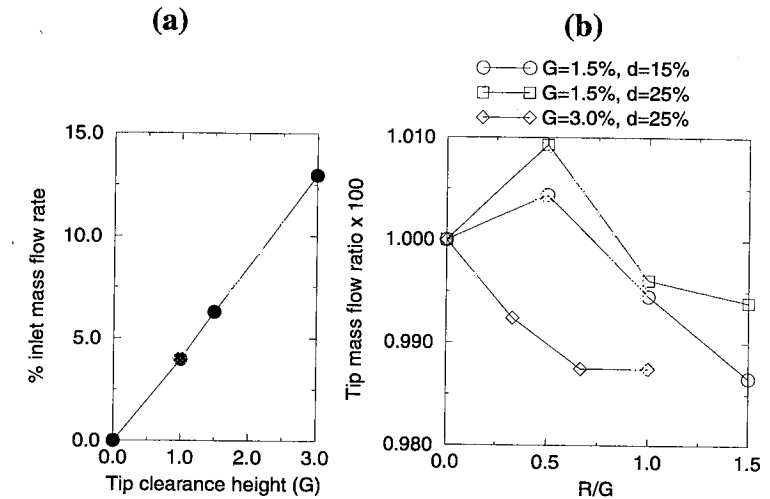 (a)
(b)
G=1.5%, d=15%
G=1.5%, d=25%
G=3.0%, d=25%
15.0
10.0
5.0
0.0
% inlet mass flow rate
0.0 1.0 2.0 3.0
Tip clearance height (G)
1.010
1.000
0.990
0.980
Tip mass flow ratio x 100
0.0 0.5 1.0 1.5
R/G